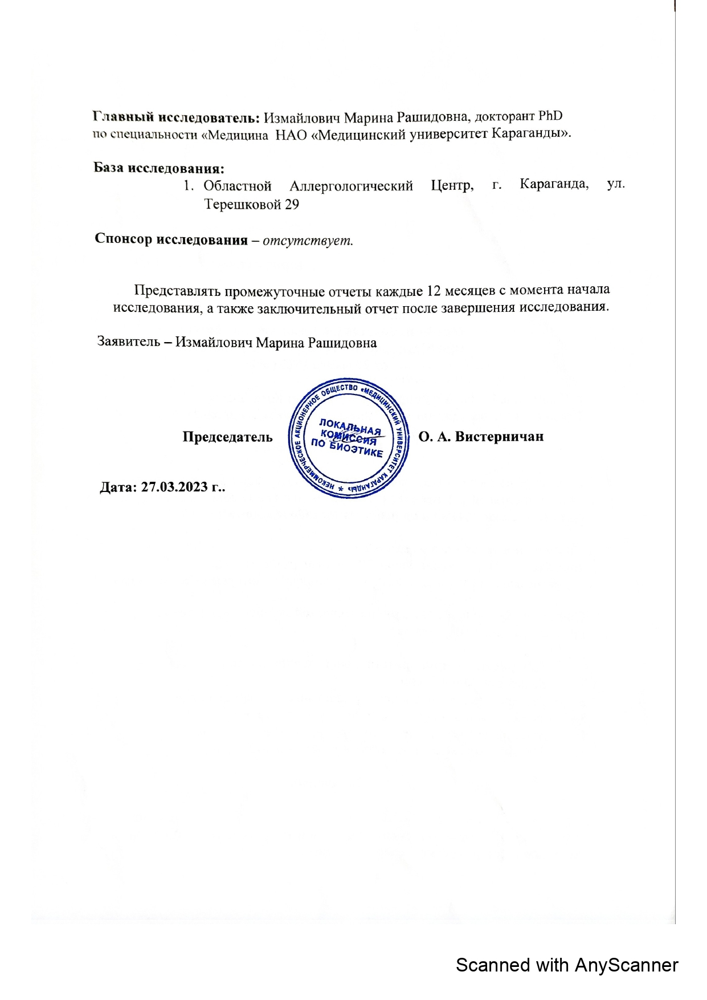 Главный исследователь: Измайлович Марина Рашидовна, докторант PhD
по специальности «Медицина НАО «Медицинский университет Караганды».
База исследования:
1. Областной Аллергологический Центр, г. Караганда, ул.
Терешковой 29
Спонсор исследования – отсутствует.
Представлять промежуточные отчеты каждые 12 месяцев с момента начала
исследования, а также заключительный отчет после завершения исследования.
Заявитель – Измайлович Марина Рашидовна
НЕКОММЕРЧЕСКОЕ АКЦИОНЕРНОЕ ОБЩЕСТВО «МЕДИЦИНСКИЙ УНИВЕРСИТЕТ КАРАГАНДЫ» *
ЛОКАЛЬНАЯ
КОМИССИЯ
ПО БИОЭТИКЕ
Председатель О. А. Вистерничан
Дата: 27.03.2023 г..
Scanned with AnyScanner